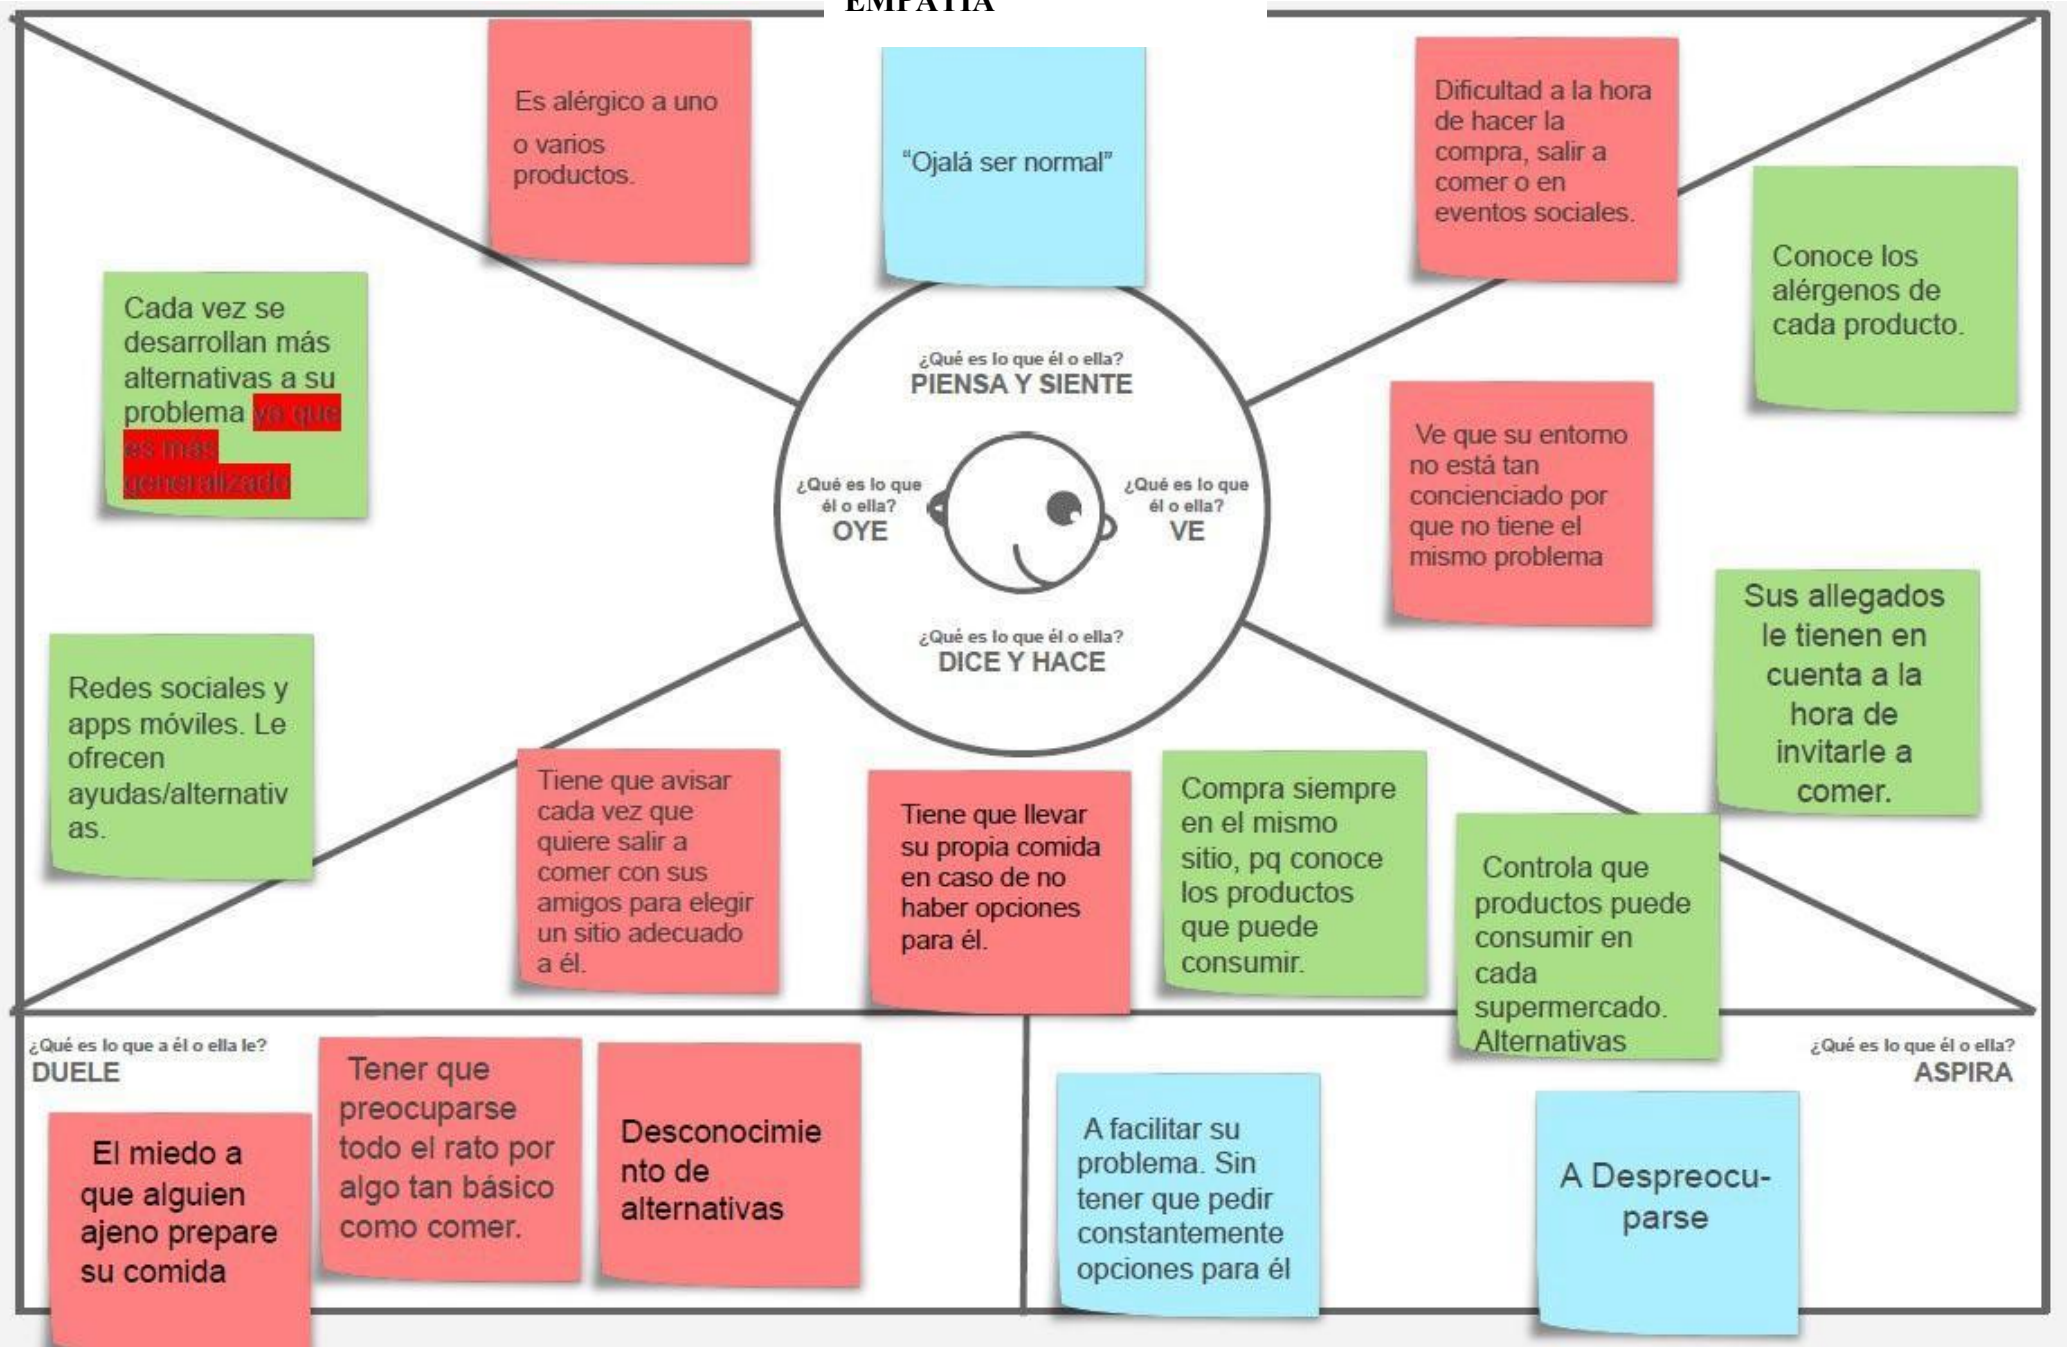 EMPATÍA
Es alérgico a uno
o varios
productos.
“Ojalá ser normal”
Dificultad a la hora
de hacer la
compra, salir a
comer o en
eventos sociales.
Conoce los
alérgenos de
cada producto.
Cada vez se
desarrollan más
alternativas a su
problema ya que
es más
generalizado
¿Qué es lo que él o ella?
PIENSA Y SIENTE
¿Qué es lo que
él o ella?
OYE
¿Qué es lo que
él o ella?
VE
¿Qué es lo que él o ella?
DICE Y HACE
Ve que su entorno
no está tan
concienciado por
que no tiene el
mismo problema
Sus allegados
le tienen en
cuenta a la
hora de
invitarle a
comer.
Redes sociales y
apps móviles. Le
ofrecen
ayudas/alternativ
as.
Tiene que avisar
cada vez que
quiere salir a
comer con sus
amigos para elegir
un sitio adecuado
a él.
Tiene que llevar
su propia comida
en caso de no
haber opciones
para él.
Compra siempre
en el mismo
sitio, pq conoce
los productos
que puede
consumir.
Controla que
productos puede
consumir en
cada
supermercado.
Alternativas
¿Qué es lo que a él o ella le?
DUELE
El miedo a
que alguien
ajeno prepare
su comida
Tener que
preocuparse
todo el rato por
algo tan básico
como comer.
Desconocimie
nto de
alternativas
¿Qué es lo que él o ella?
ASPIRA
A facilitar su
problema. Sin
tener que pedir
constantemente
opciones para él
A Despreocu-
parse